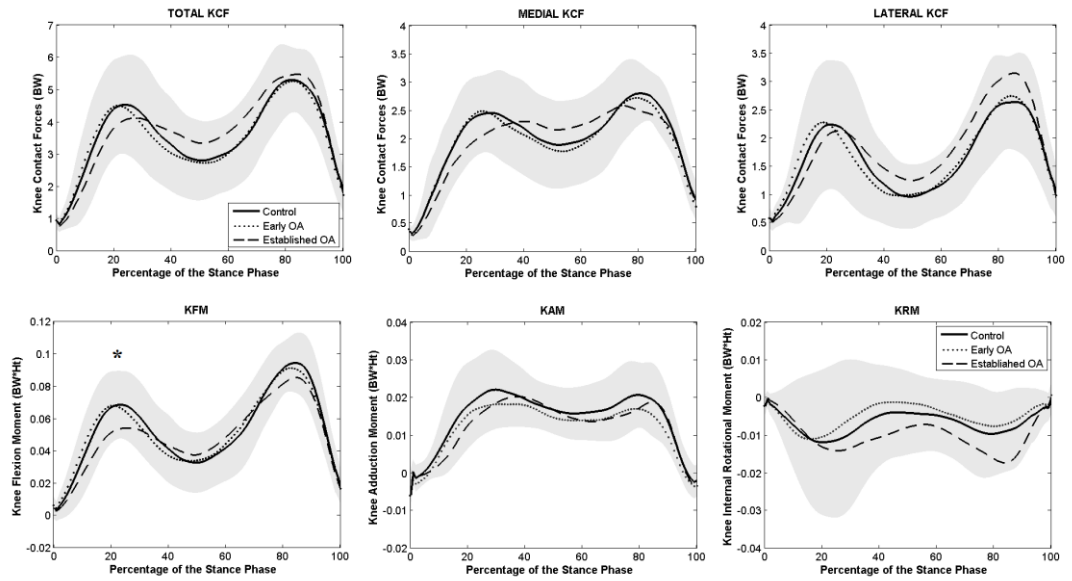 TOTAL KCF
Knee Contact Forces (BW)
7
6
5
4
3
2
1
0
Control
Early OA
Established OA
0 20 40 60 80 100
Percentage of the Stance Phase
MEDIAL KCF
Knee Contact Forces (BW)
4
3.5
3
2.5
2
1.5
1
0.5
0
0 20 40 60 80 100
Percentage of the Stance Phase
LATERAL KCF
Knee Contact Forces (BW)
4
3.5
3
2.5
2
1.5
1
0.5
0
0 20 40 60 80 100
Percentage of the Stance Phase
KFM
Knee Flexion Moment (BW*Ht)
0.12
0.1
0.08
0.06
0.04
0.02
0
-0.02
*
0 20 40 60 80 100
Percentage of the Stance Phase
KAM
Knee Adduction Moment (BW*Ht)
0.04
0.03
0.02
0.01
0
-0.01
-0.02
0 20 40 60 80 100
Percentage of the Stance Phase
KRM
Knee Internal Rotational Moment (BW*Ht)
0.02
0.01
0
-0.01
-0.02
-0.03
-0.04
Control
Early OA
Establiahed OA
0 20 40 60 80 100
Percentage of the Stance Phase